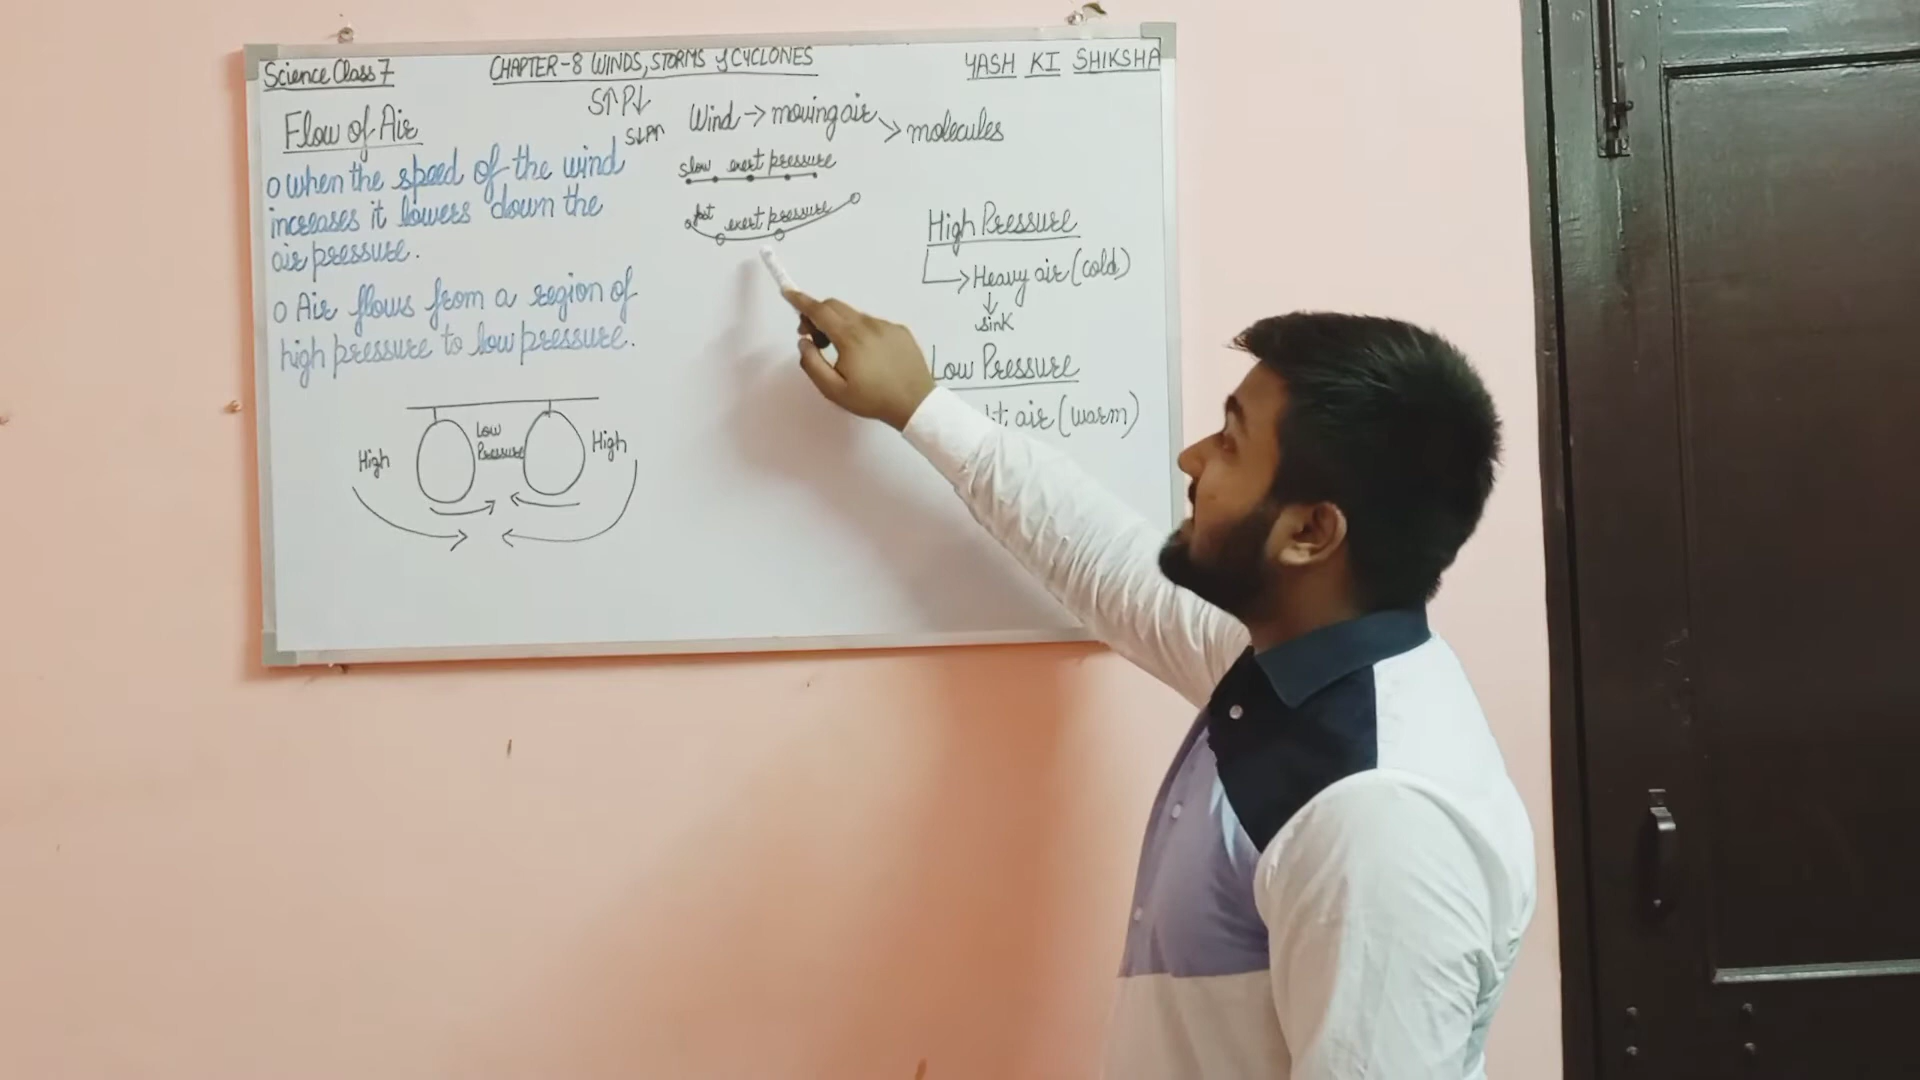 Science Class 7
CHAPTER-8 WINDS, STORMS & CYCLONES
YASH KI SHIKSHA
Flow of Air
S↑P↓
S↓P↑
o when the speed of the wind
increases it lowers down the
air pressure.
o Air flows from a region of
high pressure to low pressure.
High
Low
Pressure
High
Wind → moving air → molecules
slow exert pressure
fast exert pressure
High Pressure
→ Heavy air (cold)
↓
sink
Low Pressure
air (warm)